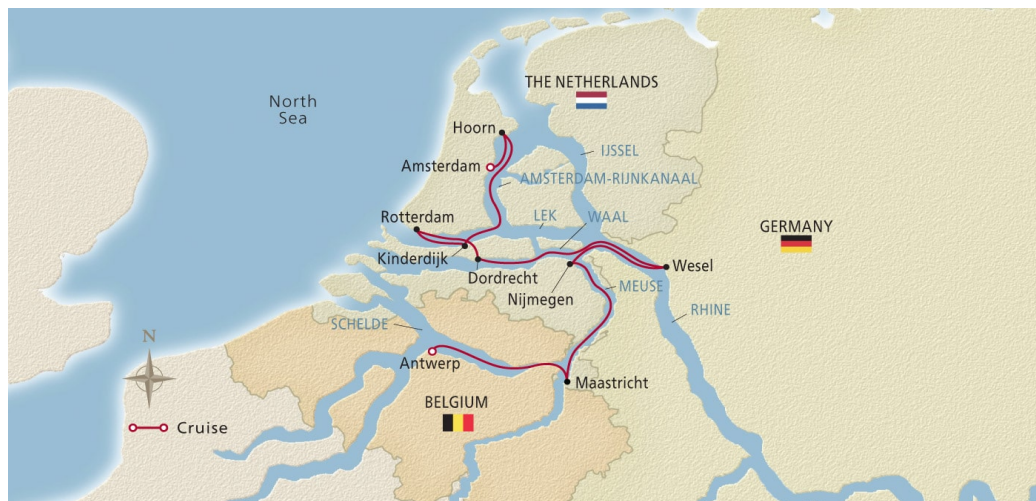 North
Sea
THE NETHERLANDS
Hoorn
IJSSEL
Amsterdam
AMSTERDAM-RIJNKANAAL
Rotterdam
LEK
WAAL
GERMANY
Kinderdijk
Dordrecht
Wesel
Nijmegen
MEUSE
RHINE
SCHELDE
N
Antwerp
Maastricht
BELGIUM
Cruise